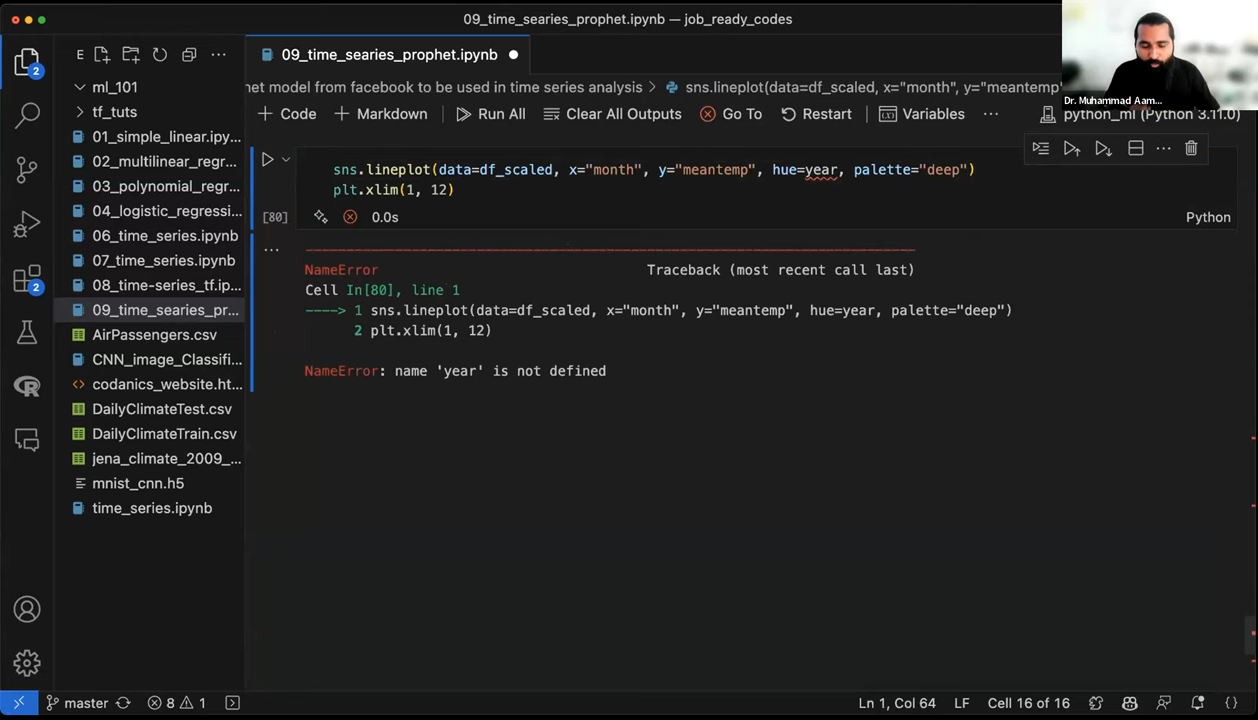 09_time_searies_prophet.ipynb — job_ready_codes
2
E
09_time_searies_prophet.ipynb
het model from facebook to be used in time series analysis > sns.lineplot(data=df_scaled, x="month", y="meantemp"
+ Code + Markdown Run All Clear All Outputs Go To Restart Variables ... python_ml (Python 3.11.0)
Dr. Muhammad Aam...
ml_101
tf_tuts
01_simple_linear.ipy...
02_multilinear_regr...
03_polynomial_regr...
04_logistic_regressi...
06_time_series.ipynb
07_time_series.ipynb
08_time-series_tf.ip...
09_time_searies_pr...
AirPassengers.csv
CNN_image_Classifi...
codanics_website.ht...
DailyClimateTest.csv
DailyClimateTrain.csv
jena_climate_2009_...
mnist_cnn.h5
time_series.ipynb
2
R
sns.lineplot(data=df_scaled, x="month", y="meantemp", hue=year, palette="deep")
plt.xlim(1, 12)
[80] 0.0s Python
NameError Traceback (most recent call last)
Cell In[80], line 1
----> 1 sns.lineplot(data=df_scaled, x="month", y="meantemp", hue=year, palette="deep")
2 plt.xlim(1, 12)
NameError: name 'year' is not defined
master 8 1 Ln 1, Col 64 LF Cell 16 of 16